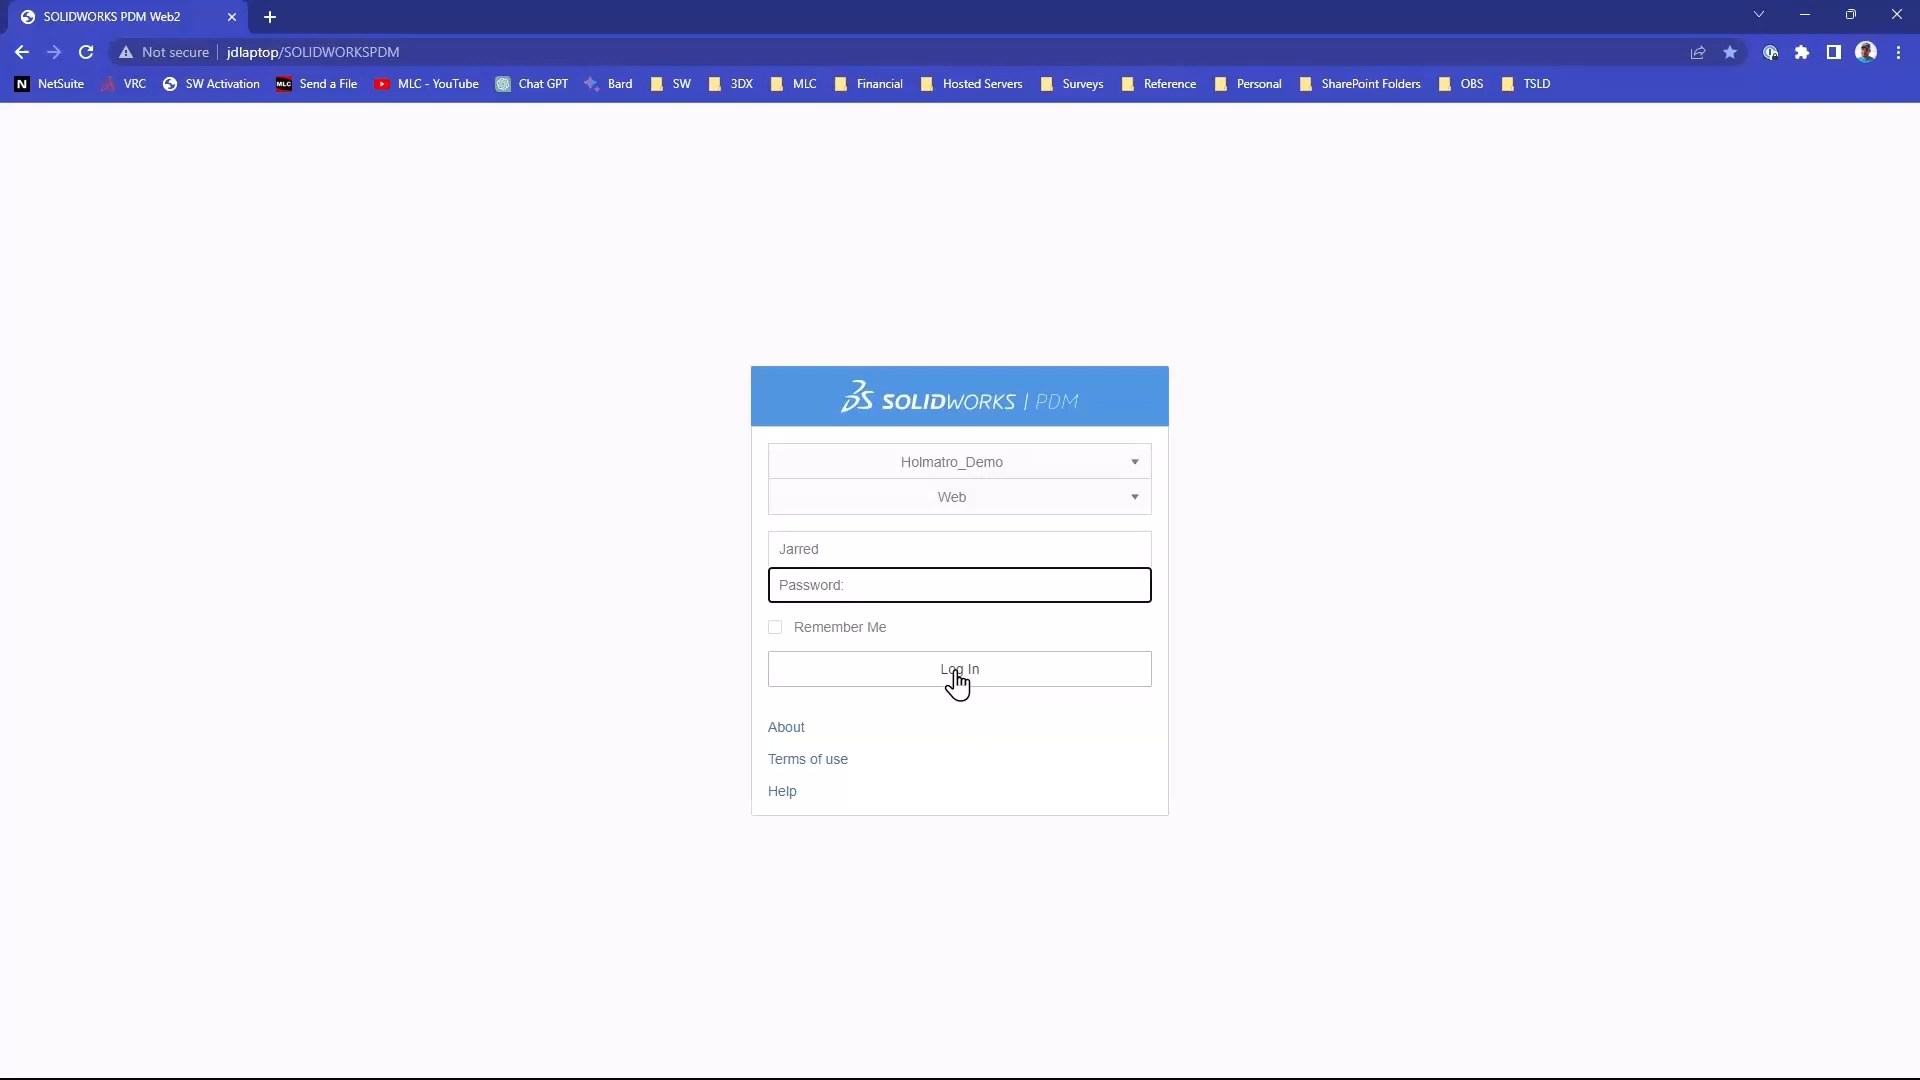 SOLIDWORKS PDM Web2
Not secure jdlaptop/SOLIDWORKSPDM
N NetSuite VRC SW Activation MLC Send a File MLC - YouTube Chat GPT Bard SW 3DX MLC Financial Hosted Servers Surveys Reference Personal SharePoint Folders OBS TSLD
SOLIDWORKS | PDM
Holmatro_Demo
Web
Jarred
Password:
Remember Me
Log In
About
Terms of use
Help